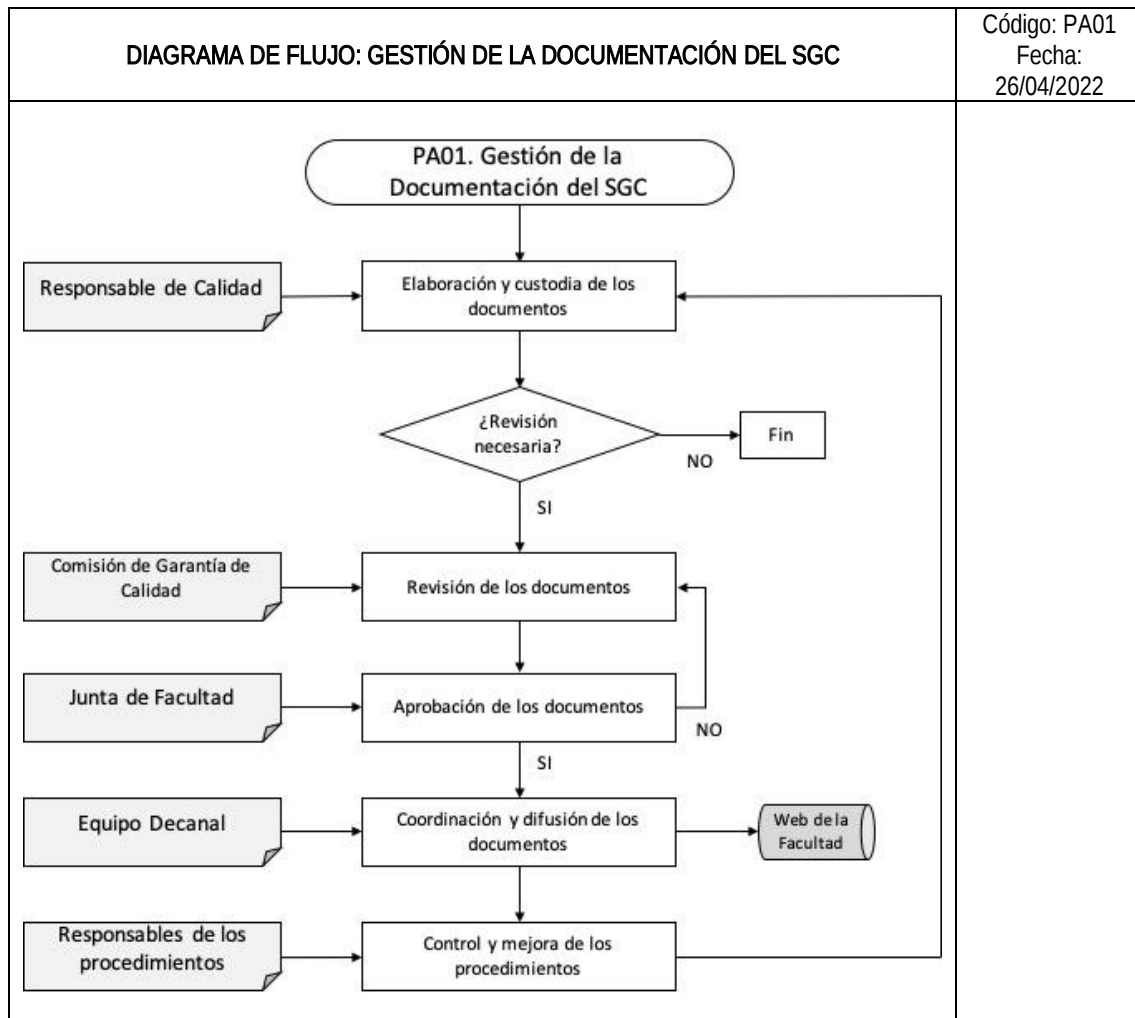 DIAGRAMA DE FLUJO: GESTIÓN DE LA DOCUMENTACIÓN DEL SGC
Código: PA01
Fecha:
26/04/2022
PA01. Gestión de la
Documentación del SGC
Responsable de Calidad
Elaboración y custodia de los
documentos
¿Revisión
necesaria?
Fin
NO
SI
Comisión de Garantía de
Calidad
Revisión de los documentos
Junta de Facultad
Aprobación de los documentos
NO
SI
Equipo Decanal
Coordinación y difusión de los
documentos
Web de la
Facultad
Responsables de los
procedimientos
Control y mejora de los
procedimientos